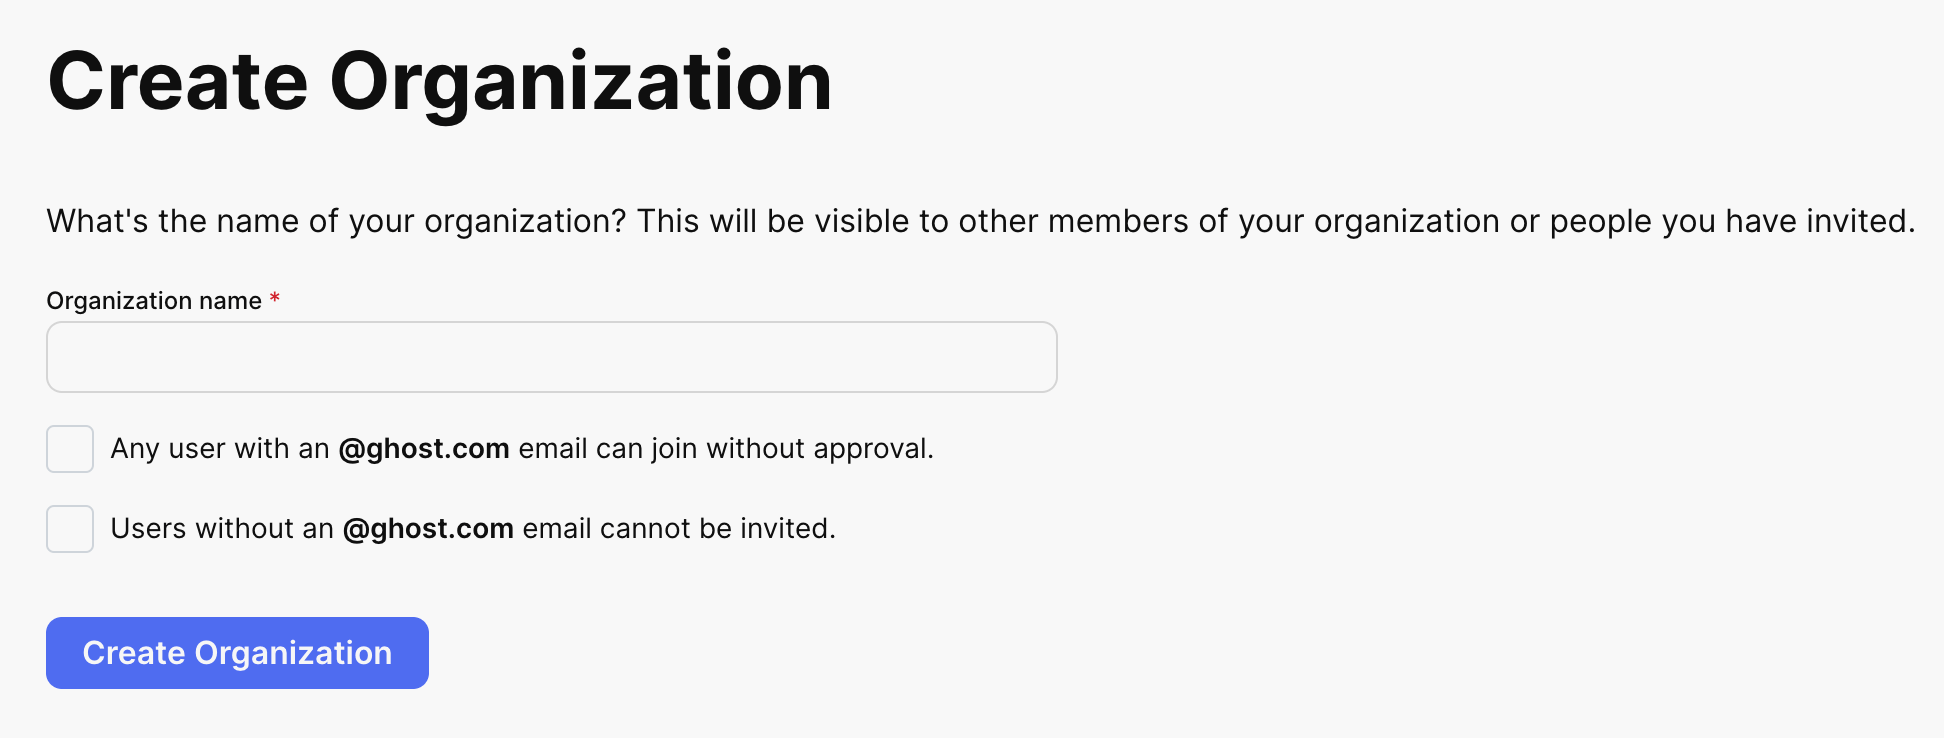 Create Organization
What's the name of your organization? This will be visible to other members of your organization or people you have invited.
Organization name *
Any user with an @ghost.com email can join without approval.
Users without an @ghost.com email cannot be invited.
Create Organization